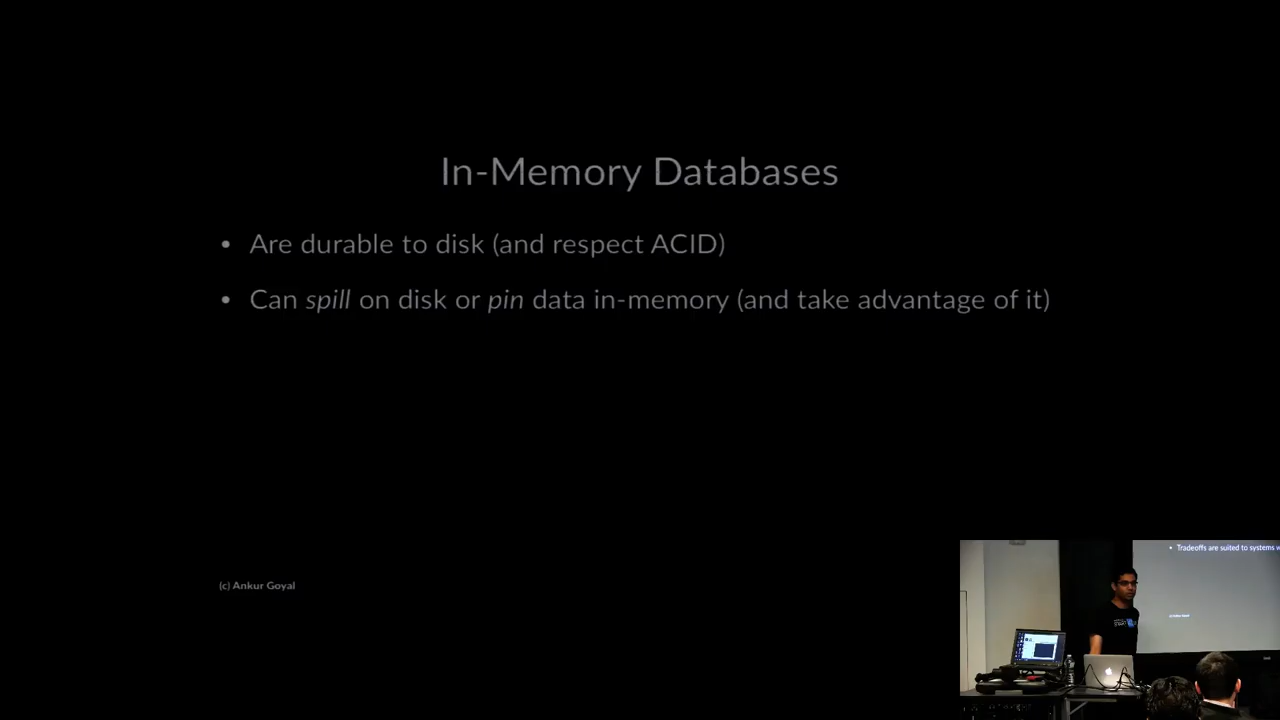 In-Memory Databases
• Are durable to disk (and respect ACID)
• Can spill on disk or pin data in-memory (and take advantage of it)
(c) Ankur Goyal
• Tradeoffs are suited to systems w